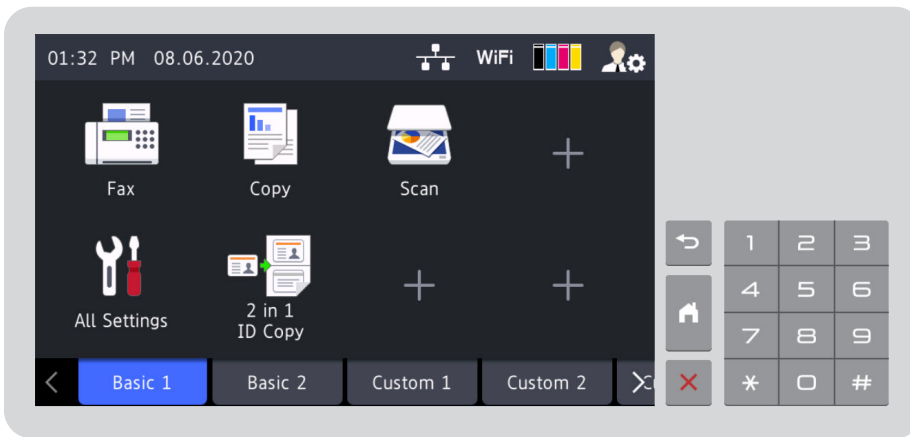 01:32 PM 08.06.2020 WiFi
Fax Copy Scan
All Settings 2 in 1
ID Copy
Basic 1 Basic 2 Custom 1 Custom 2
1 2 3
4 5 6
7 8 9
* 0 #